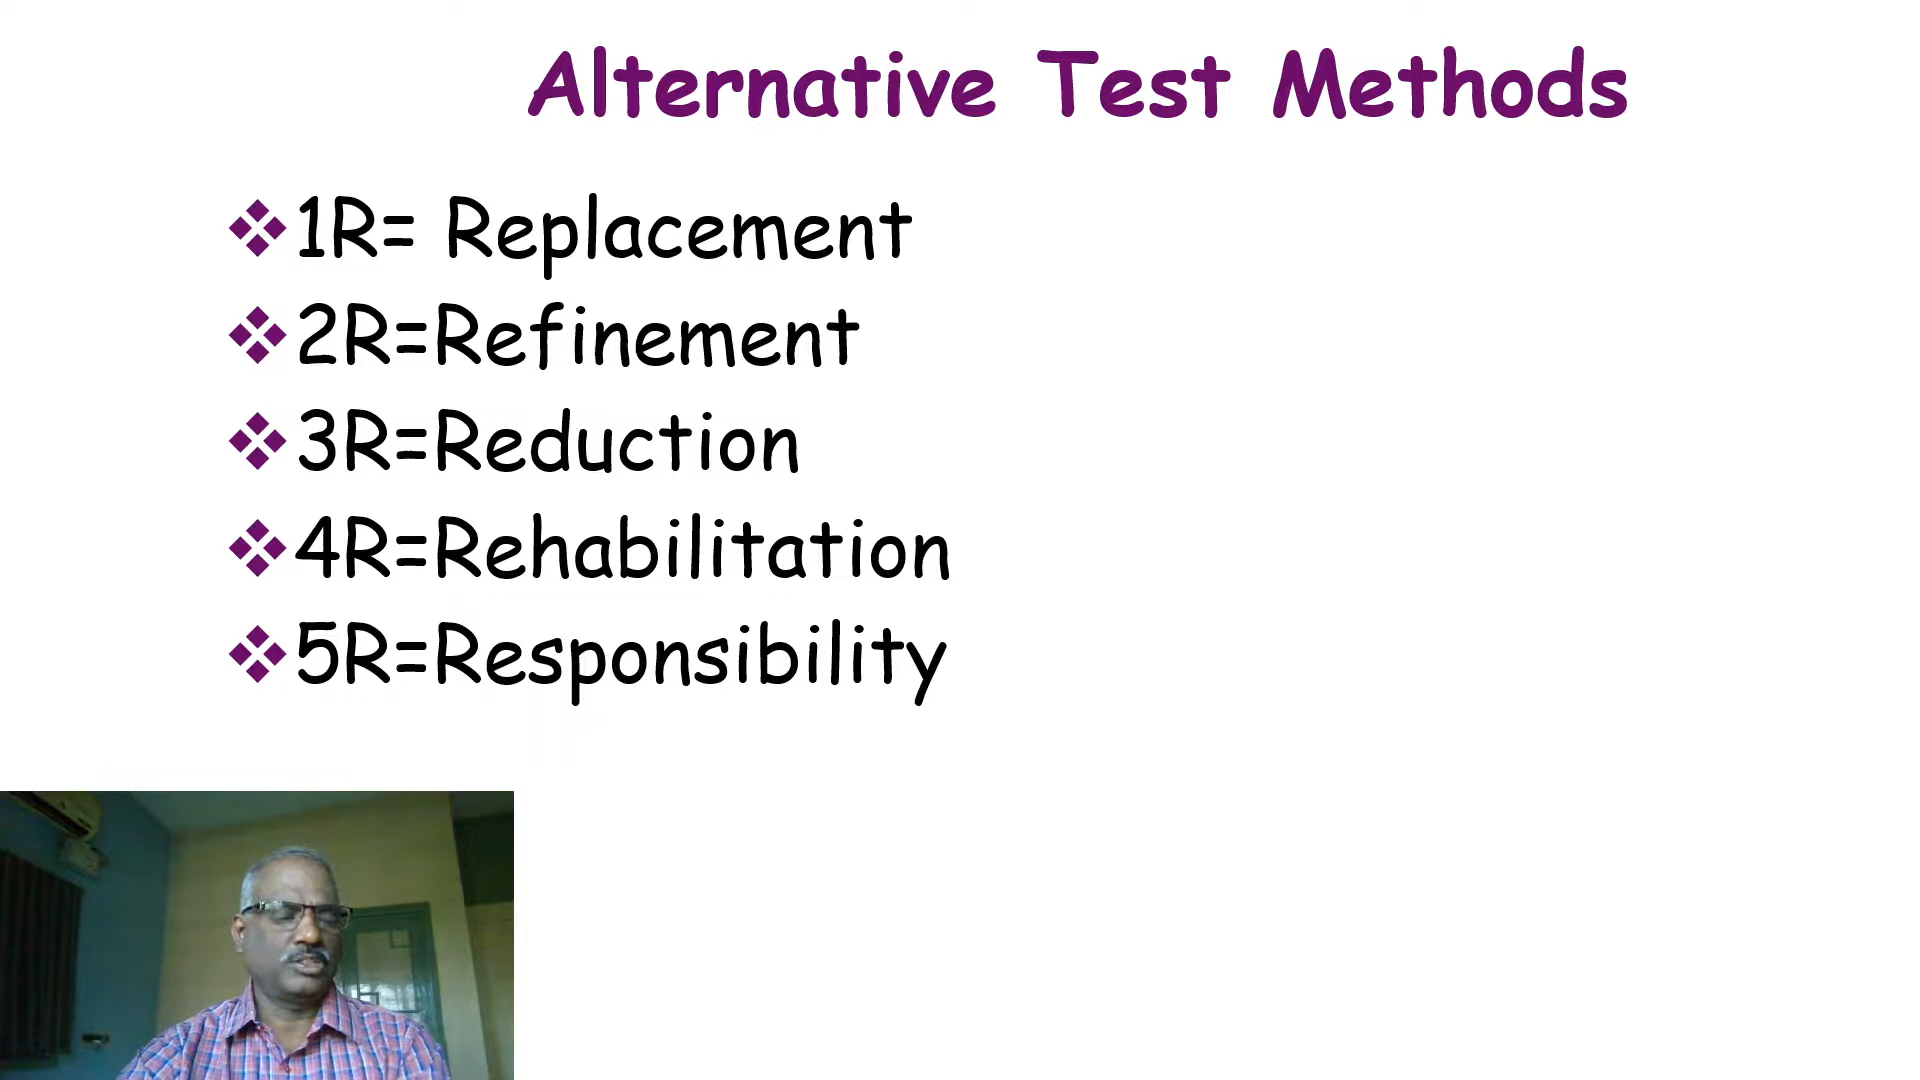 Alternative Test Methods
1R= Replacement
2R=Refinement
3R=Reduction
4R=Rehabilitation
5R=Responsibility